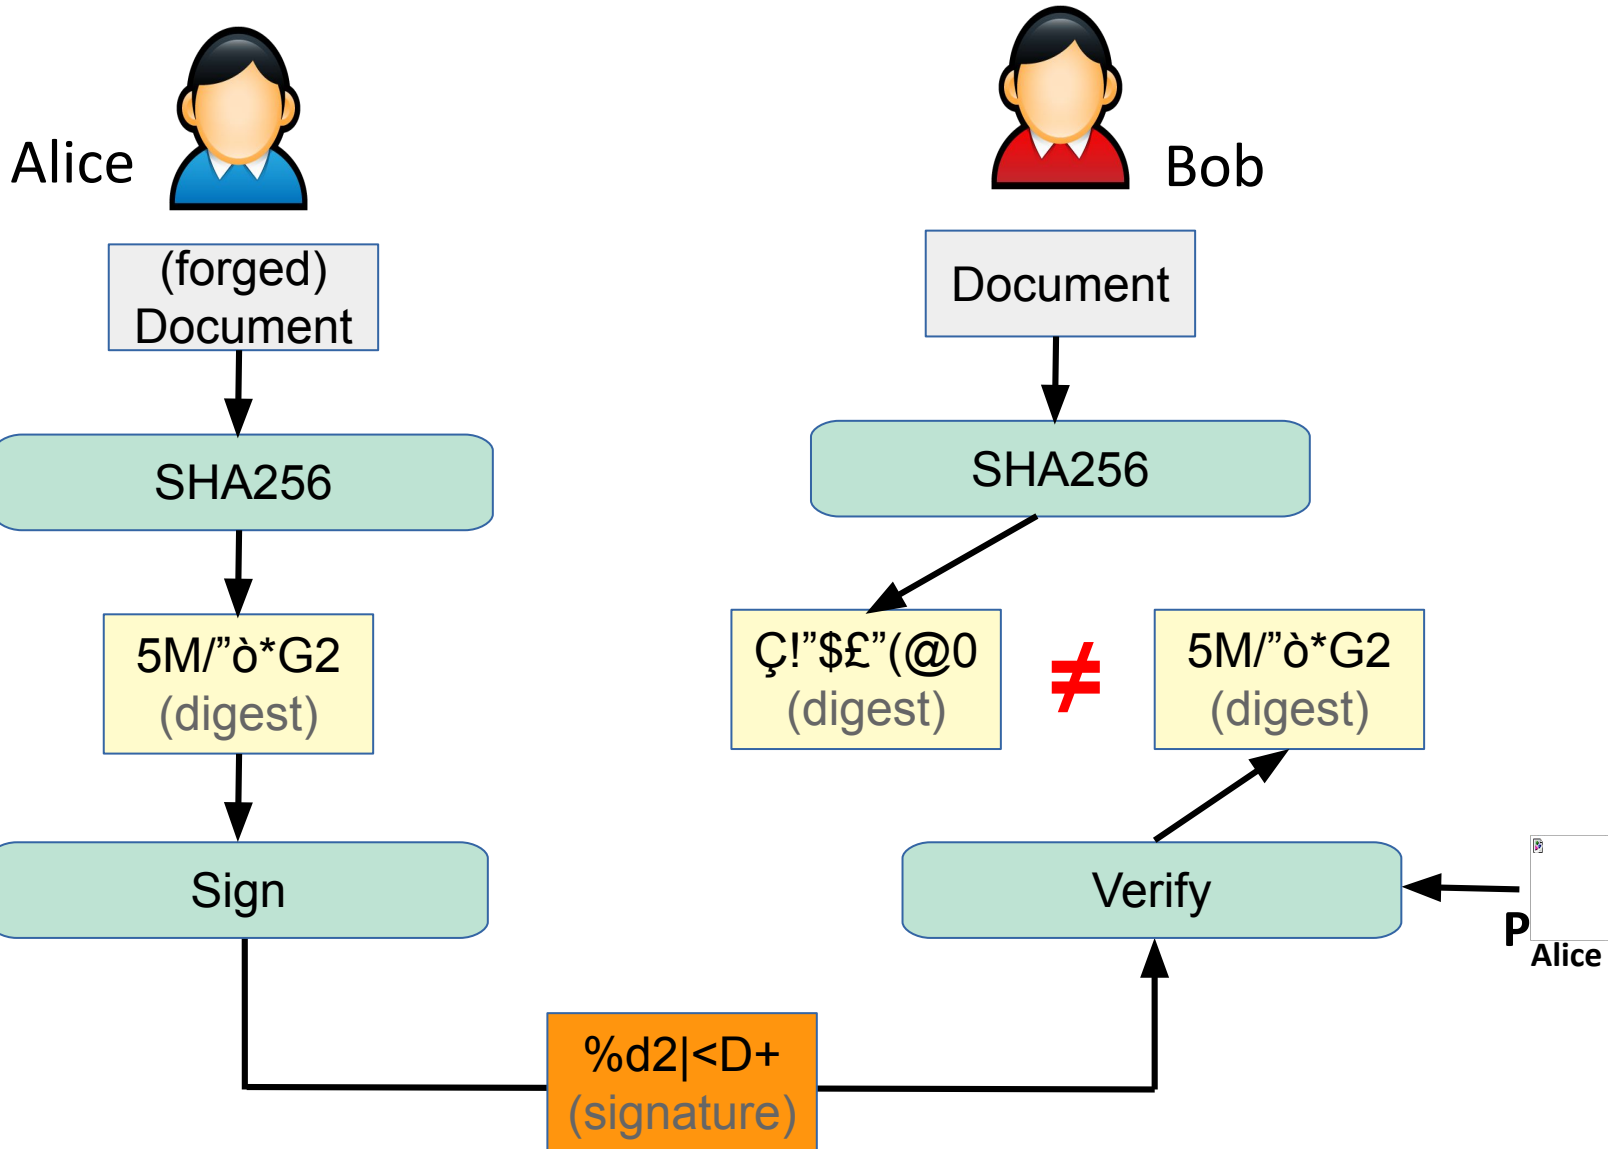 Alice
Bob
(forged)
Document
Document
SHA256
SHA256
5M/”ò*G2
(digest)
Ç!”$£”(@0
(digest)
≠
5M/”ò*G2
(digest)
Sign
Verify
P
Alice
%d2|<D+
(signature)